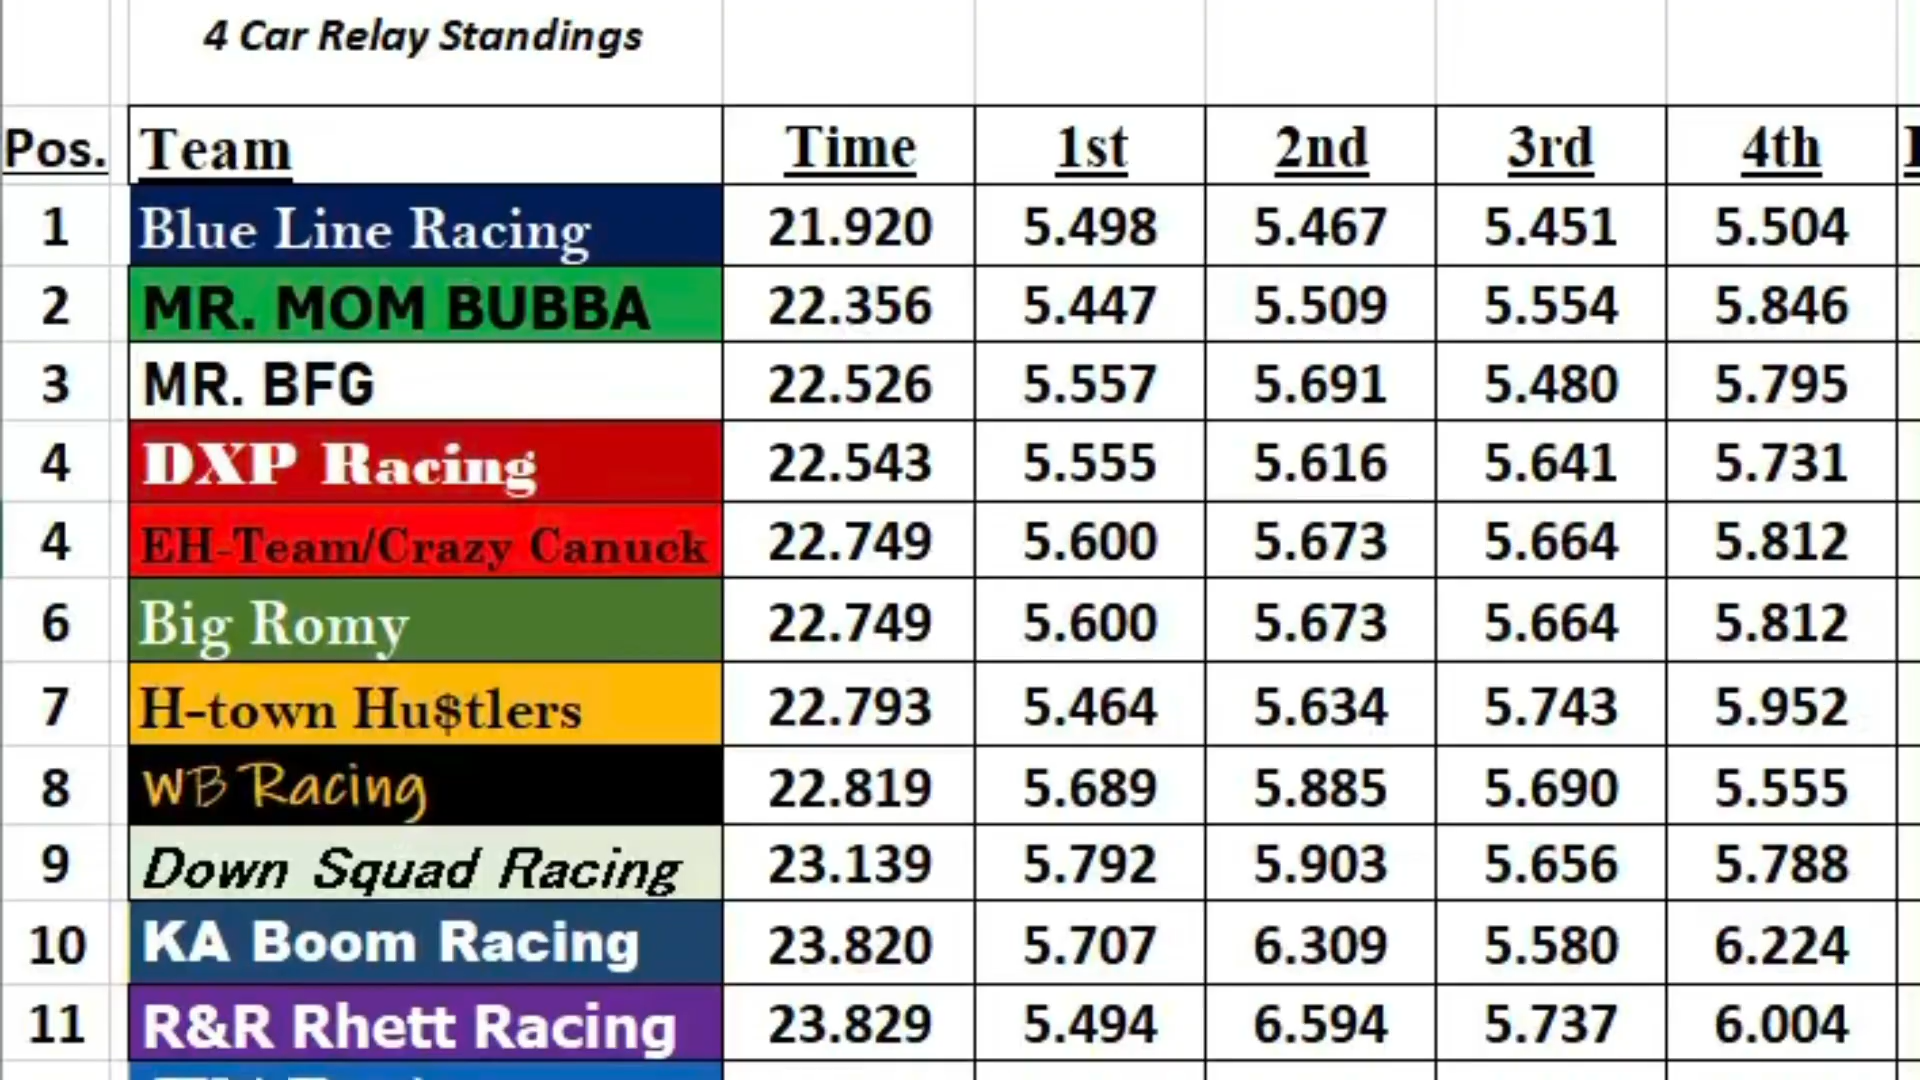 4 Car Relay Standings
Pos. Team Time 1st 2nd 3rd 4th
1 Blue Line Racing 21.920 5.498 5.467 5.451 5.504
2 MR. MOM BUBBA 22.356 5.447 5.509 5.554 5.846
3 MR. BFG 22.526 5.557 5.691 5.480 5.795
4 DXP Racing 22.543 5.555 5.616 5.641 5.731
4 EH-Team/Crazy Canuck 22.749 5.600 5.673 5.664 5.812
6 Big Romy 22.749 5.600 5.673 5.664 5.812
7 H-town Hu$tlers 22.793 5.464 5.634 5.743 5.952
8 WB Racing 22.819 5.689 5.885 5.690 5.555
9 Down Squad Racing 23.139 5.792 5.903 5.656 5.788
10 KA Boom Racing 23.820 5.707 6.309 5.580 6.224
11 R&R Rhett Racing 23.829 5.494 6.594 5.737 6.004